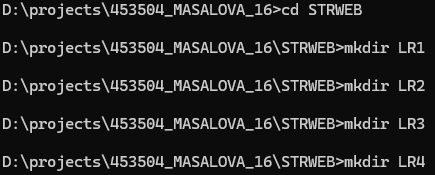 D:\projects\453504_MASALOVA_16>cd STRWEB
D:\projects\453504_MASALOVA_16\STRWEB>mkdir LR1
D:\projects\453504_MASALOVA_16\STRWEB>mkdir LR2
D:\projects\453504_MASALOVA_16\STRWEB>mkdir LR3
D:\projects\453504_MASALOVA_16\STRWEB>mkdir LR4